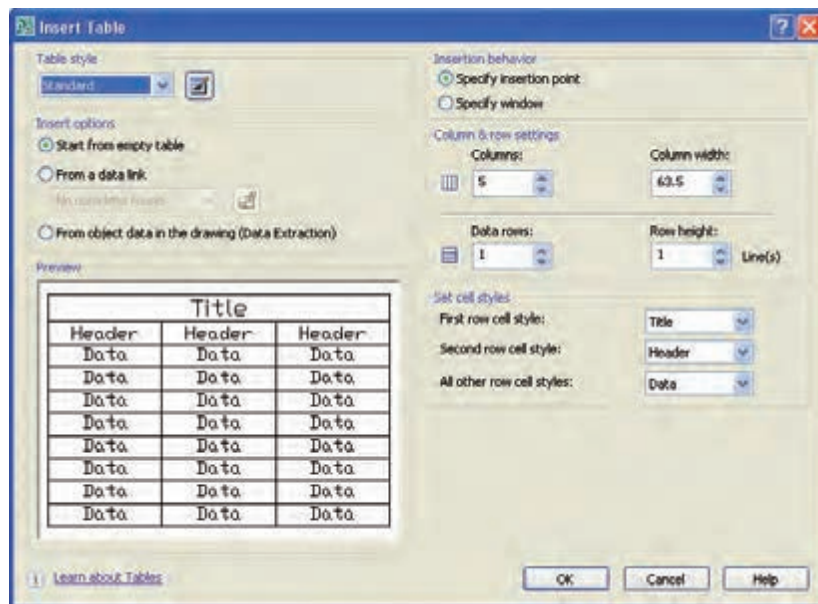 Insert Table
Table style
Standard
Insert options
Start from empty table
From a data link
From object data in the drawing (Data Extraction)
Preview
Title
Header Header Header
Data Data Data
Data Data Data
Data Data Data
Data Data Data
Data Data Data
Data Data Data
Data Data Data
Data Data Data
Learn about Tables
Insertion behavior
Specify insertion point
Specify window
Column & row settings
Columns: Column width:
5 63.5
Data rows: Row height:
1 1 Line(s)
Set cell styles
First row cell style: Title
Second row cell style: Header
All other row cell styles: Data
OK Cancel Help